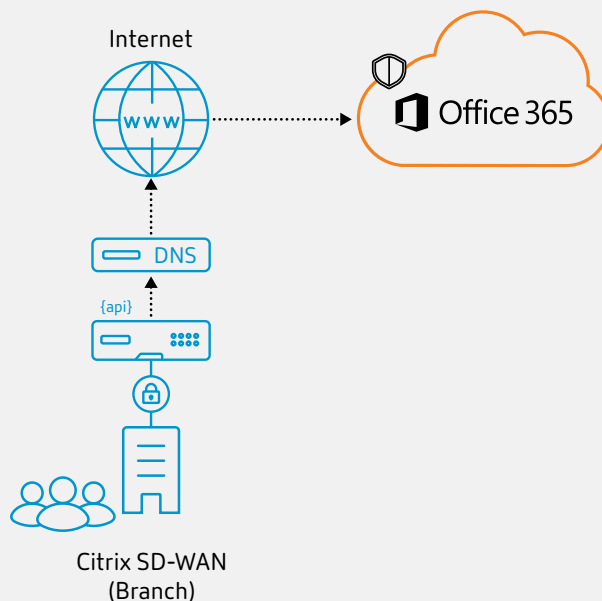 Internet
www
Office 365
DNS
{api}
Citrix SD-WAN
(Branch)